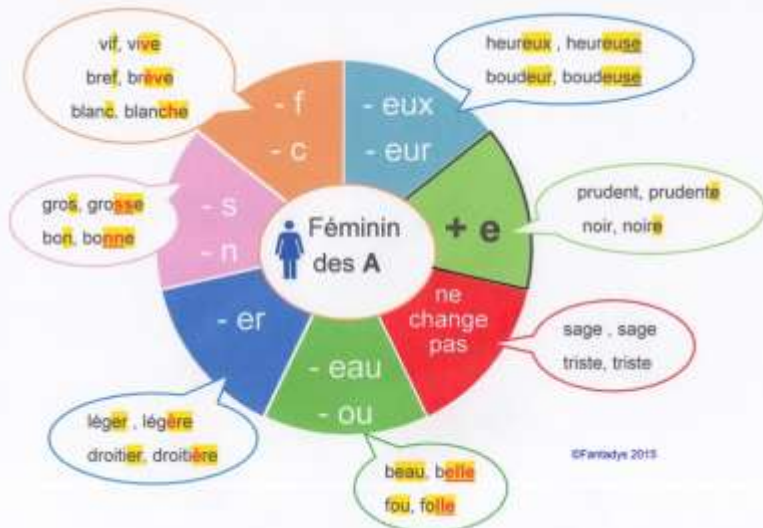 vif, vive
bref, brève
blanc, blanche
- f
- c
- eux
- eur
heureux , heureuse
boudeur, boudeuse
gros, grosse
bon, bonne
- s
- n
Féminin
des A
+ e
prudent, prudente
noir, noire
- er
- eau
- ou
ne
change
pas
sage , sage
triste, triste
léger , légère
droitier, droitière
beau, belle
fou, folle
©Fantadys 2015